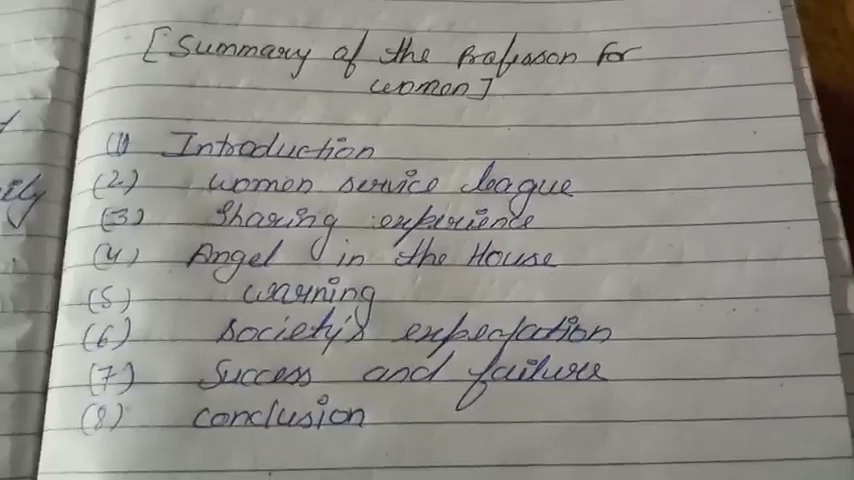 [Summary of the Profession for
women]
(1) Introduction
(2) women service league
(3) Sharing experience
(4) Angel in the House
(5) warning
(6) society's expectation
(7) Success and failure
(8) conclusion
ily